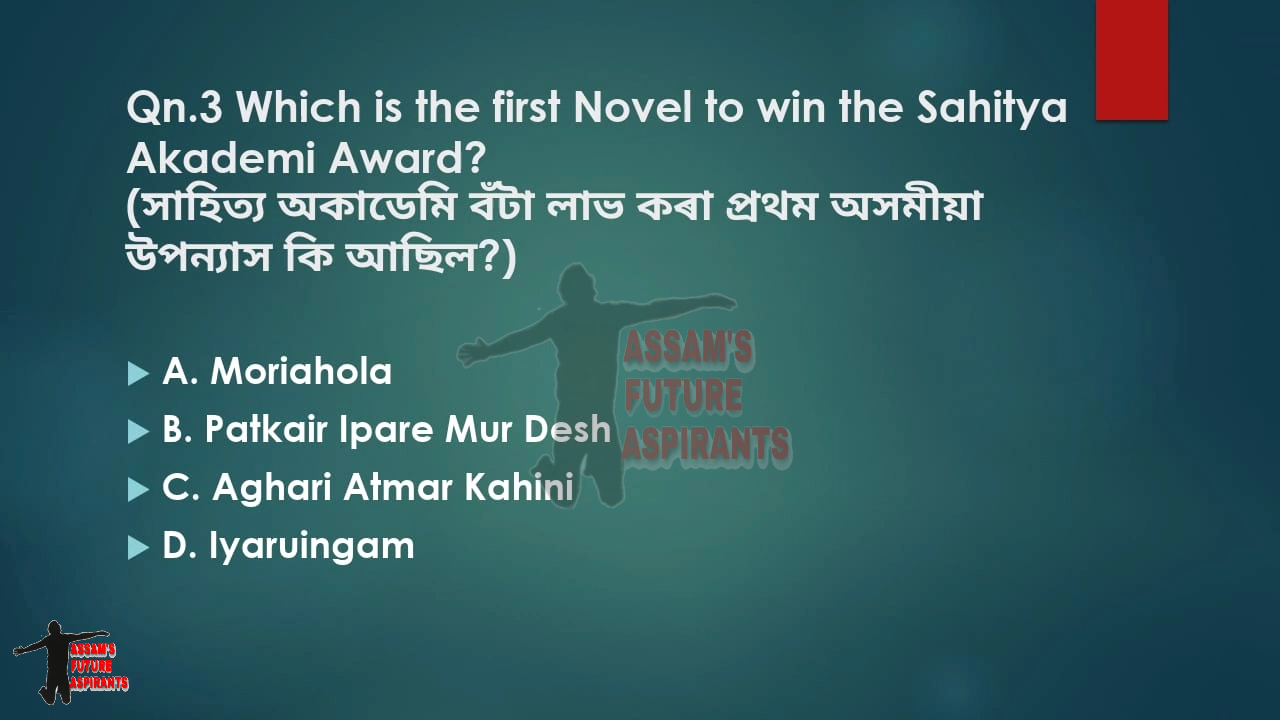 Qn.3 Which is the first Novel to win the Sahitya
Akademi Award?
(সাহিত্য অকাডেমি বঁটা লাভ কৰা প্ৰথম অসমীয়া
উপন্যাস কি আছিল?)
A. Moriahola
B. Patkair Ipare Mur Desh
C. Aghari Atmar Kahini
D. Iyaruingam
ASSAM'S
FUTURE
ASPIRANTS
ASSAM'S
FUTURE
ASPIRANTS